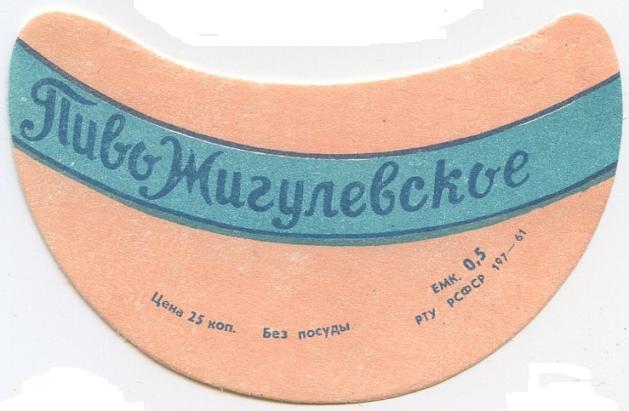 Пиво Жигулевское
Цена 25 коп. Без посуды
ЕМК. 0,5
РТУ РСФСР 197—61